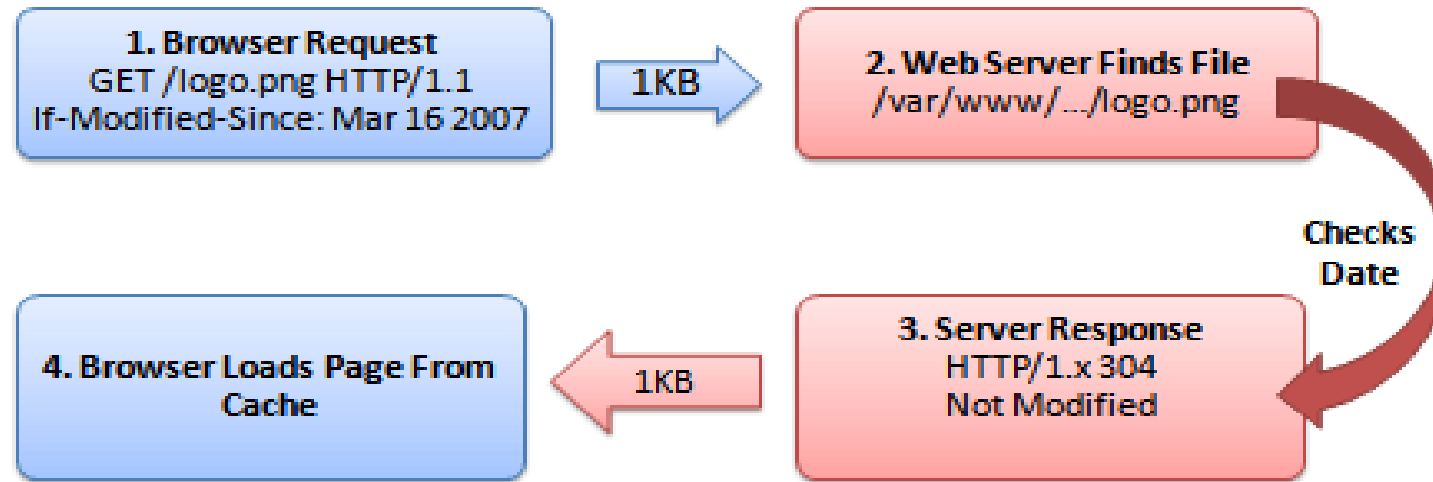 1. Browser Request
GET /logo.png HTTP/1.1
If-Modified-Since: Mar 16 2007
1KB
2. Web Server Finds File
/var/www/.../logo.png
Checks
Date
3. Server Response
HTTP/1.x 304
Not Modified
1KB
4. Browser Loads Page From
Cache